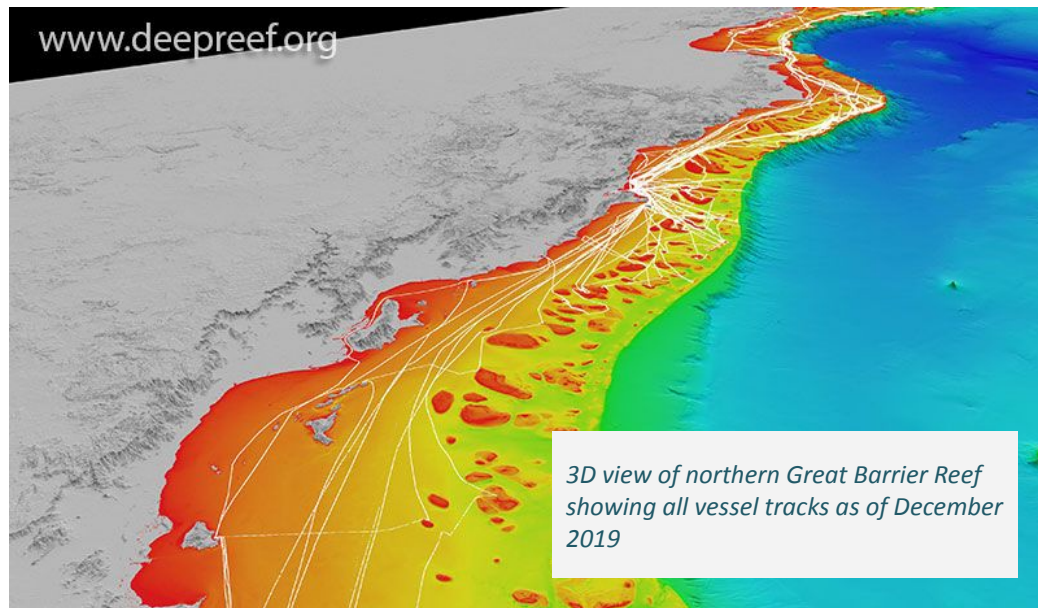 www.deepreef.org
3D view of northern Great Barrier Reef
showing all vessel tracks as of December
2019